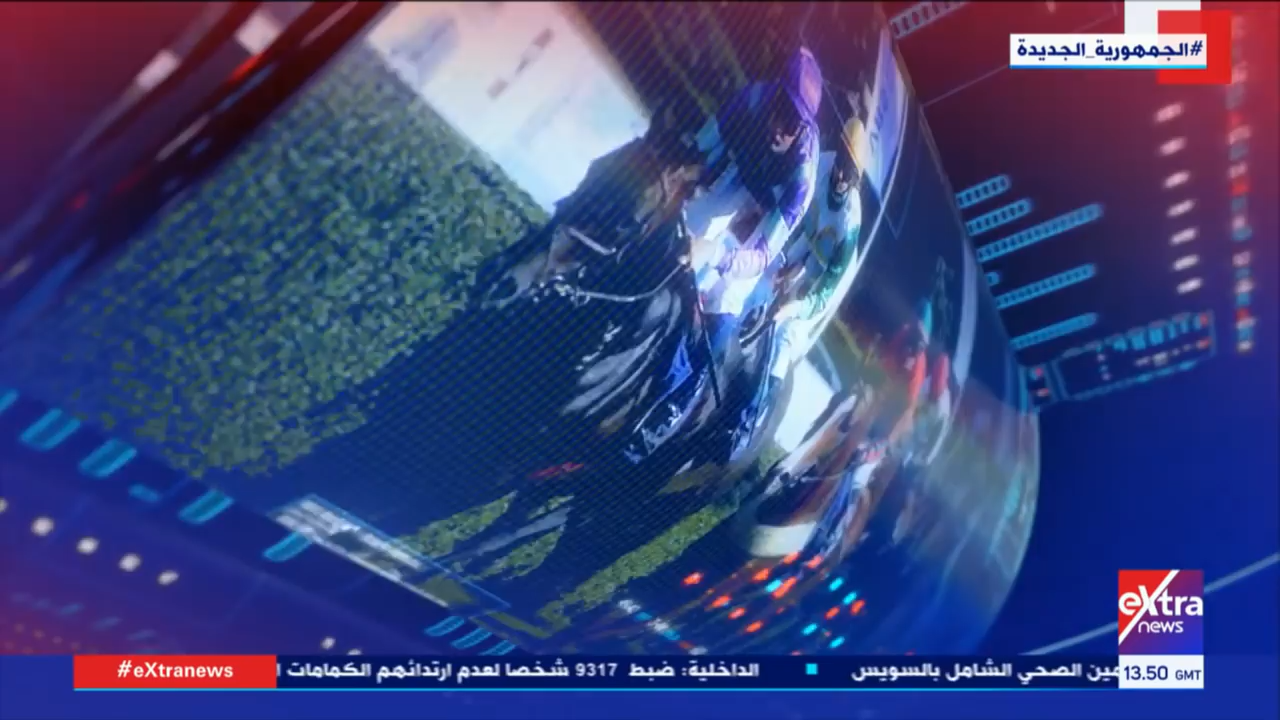 #الجمهورية_الجديدة
eXtra
news
13.50 GMT
الصحي الشامل بالسويس ■ الداخلية: ضبط 9317 شخصا لعدم ارتدائهم الكمامات
#eXtranews